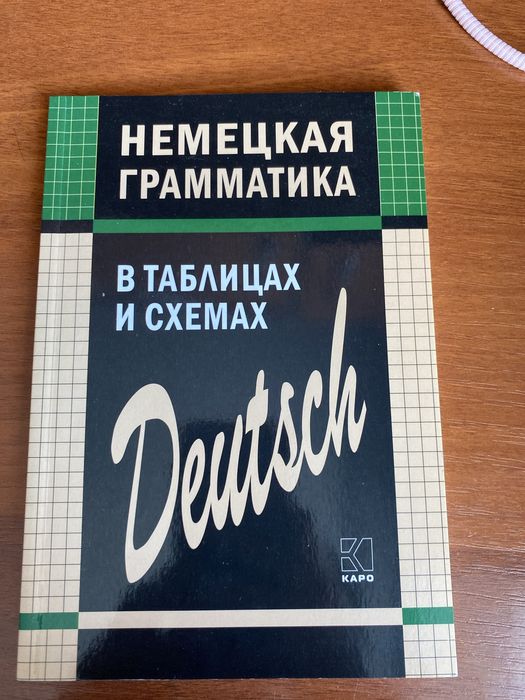 НЕМЕЦКАЯ
ГРАММАТИКА
В ТАБЛИЦАХ
И СХЕМАХ
Deutsch
КАРО